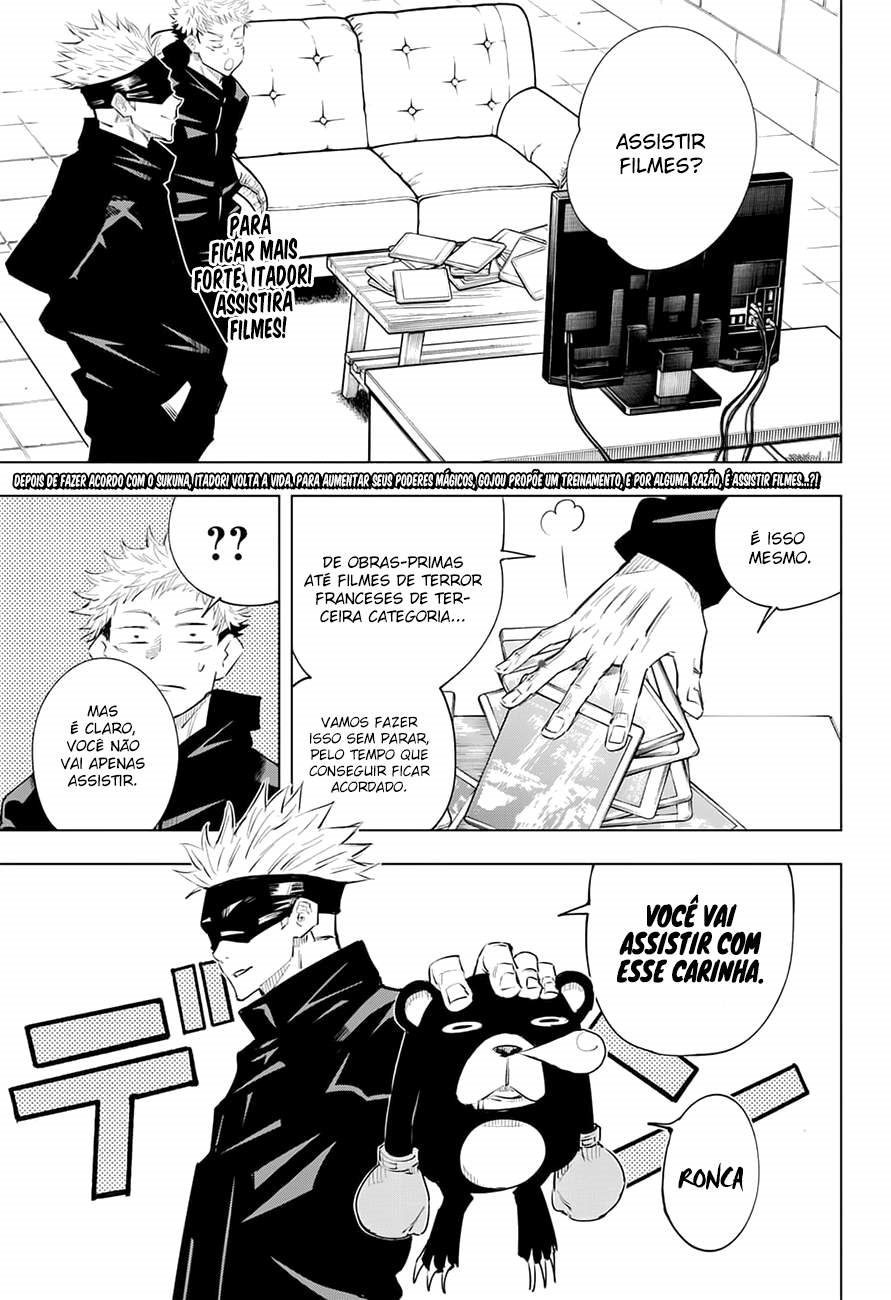 ASSISTIR
FILMES?
PARA
FICAR MAIS
FORTE, ITADORI
ASSISTIRÁ
FILMES!
DEPOIS DE FAZER ACORDO COM O SUKUNA, ITADORI VOLTA A VIDA. PARA AUMENTAR SEUS PODERES MÁGICOS, GOJOU PROPÕE UM TREINAMENTO, E POR ALGUMA RAZÃO, É ASSISTIR FILMES...?!
É ISSO
MESMO.
DE OBRAS-PRIMAS
ATÉ FILMES DE TERROR
FRANCESES DE TER-
CEIRA CATEGORIA...
VAMOS FAZER
ISSO SEM PARAR,
PELO TEMPO QUE
CONSEGUIR FICAR
ACORDADO.
??
MAS
É CLARO,
VOCÊ NÃO
VAI APENAS
ASSISTIR.
VOCÊ VAI
ASSISTIR COM
ESSE CARINHA.
RONCA
デーン